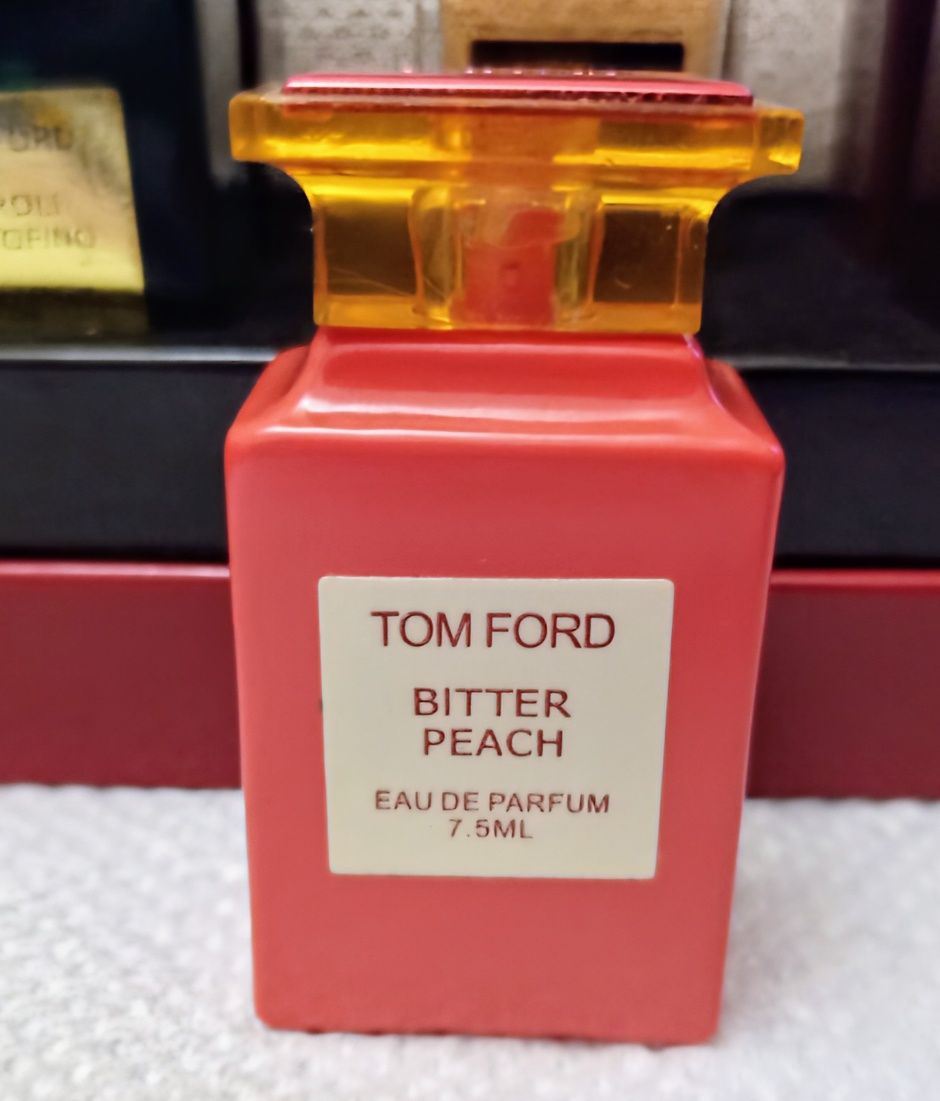 TOM FORD
BITTER
PEACH
EAU DE PARFUM
7.5ML